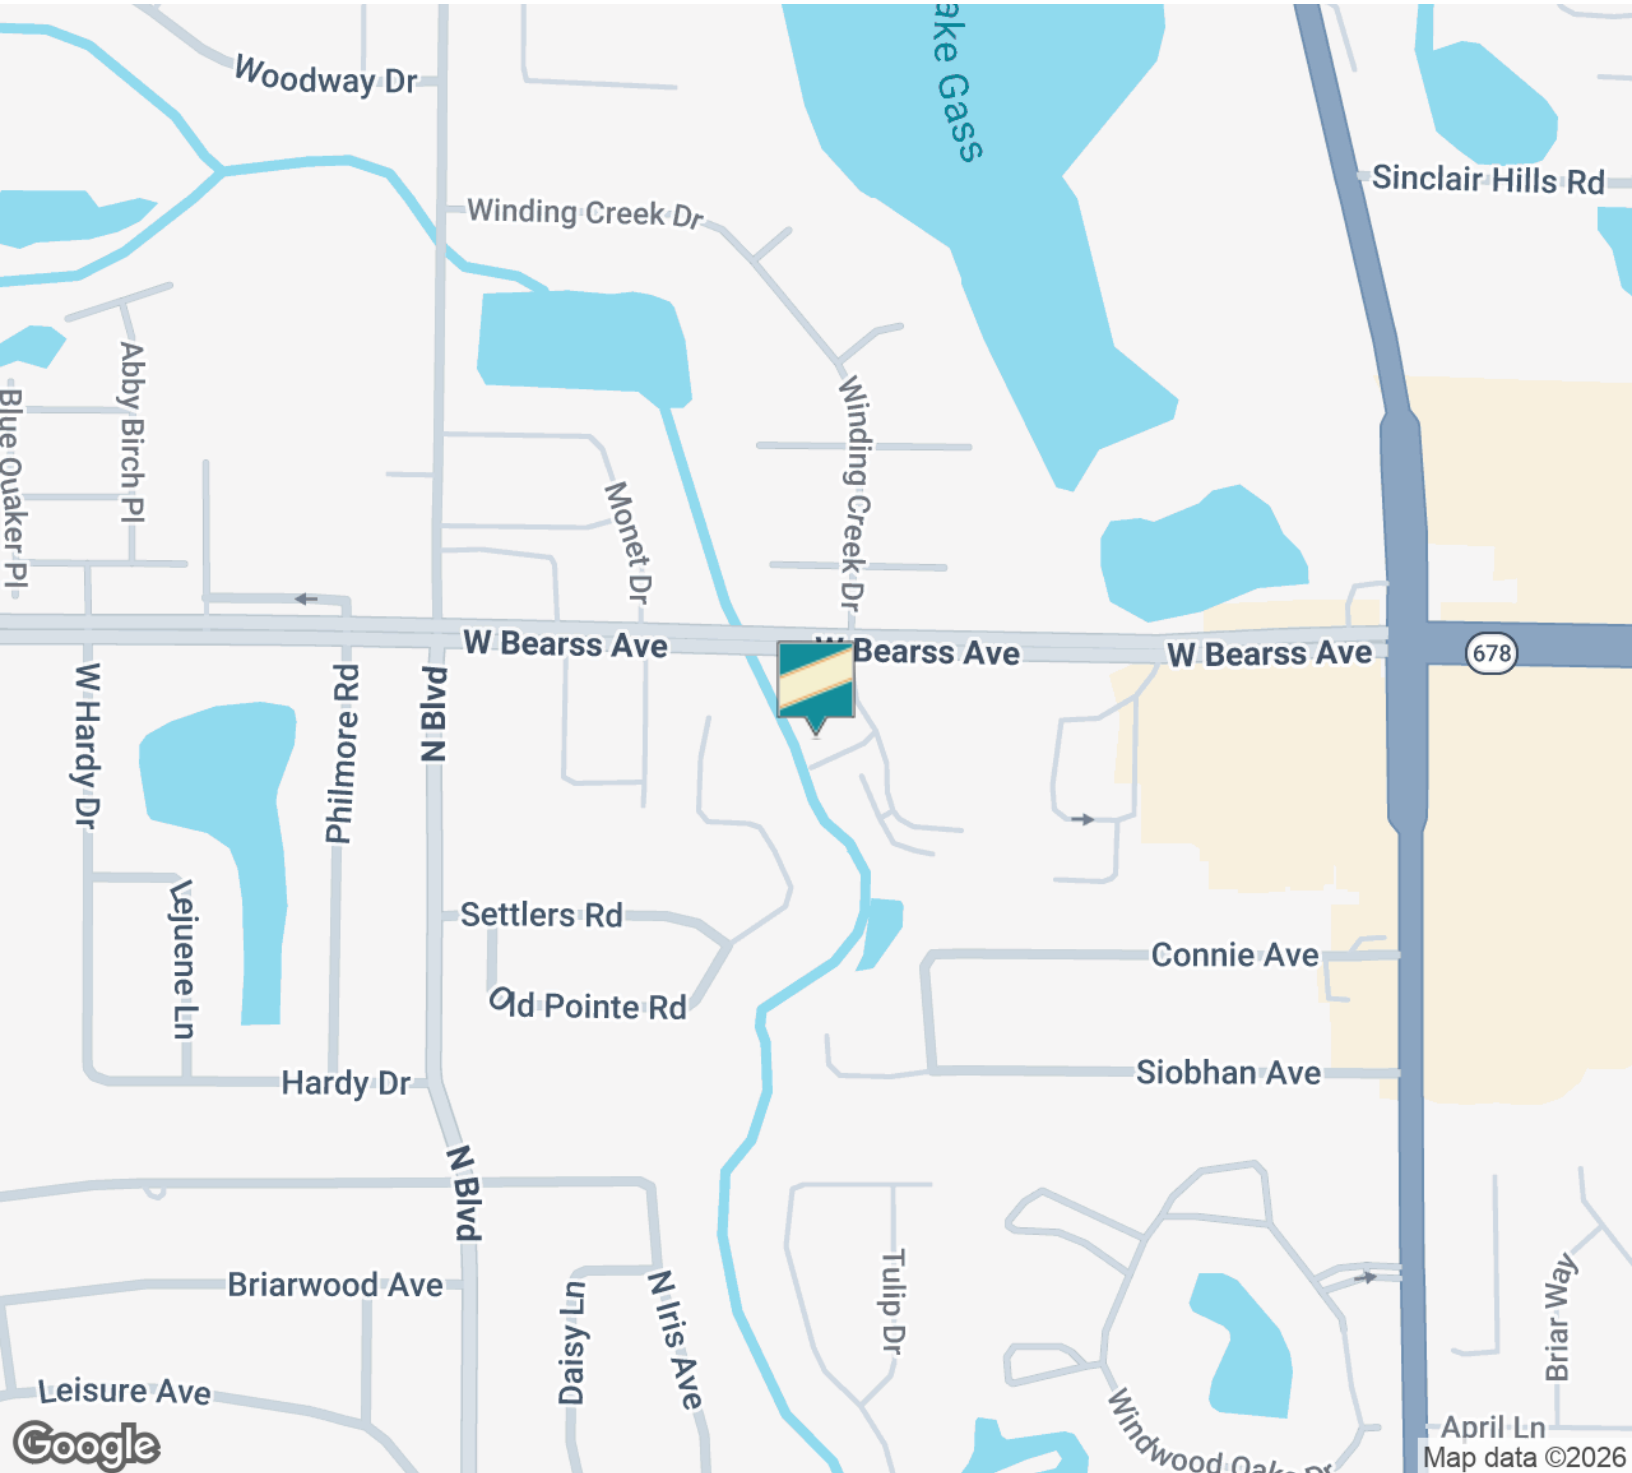 ake Gass
Woodway Dr
Sinclair Hills Rd
Winding Creek Dr
Abby Birch Pl
Blue Quaker Pl
Winding Creek Dr
Monet Dr
W Bearss Ave
W Bearss Ave
W Bearss Ave
678
W Hardy Dr
Philmore Rd
N Blvd
Lejuene Ln
Settlers Rd
Connie Ave
Old Pointe Rd
Hardy Dr
Siobhan Ave
N Blvd
Briarwood Ave
Daisy Ln
N Iris Ave
Tulip Dr
Briar Way
Leisure Ave
Windwood Oaks Dr
April Ln
Google
Map data ©2026